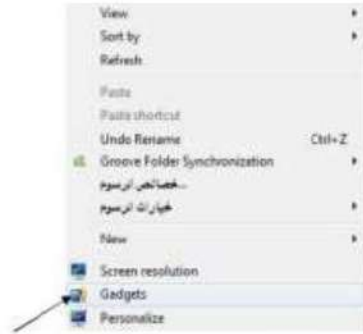 View
Sort by
Refresh
Paste
Paste shortcut
Undo Rename Ctrl+Z
Groove Folder Synchronization
خصائص الرسوم...
خيارات الرسوم
New
Screen resolution
Gadgets
Personalize